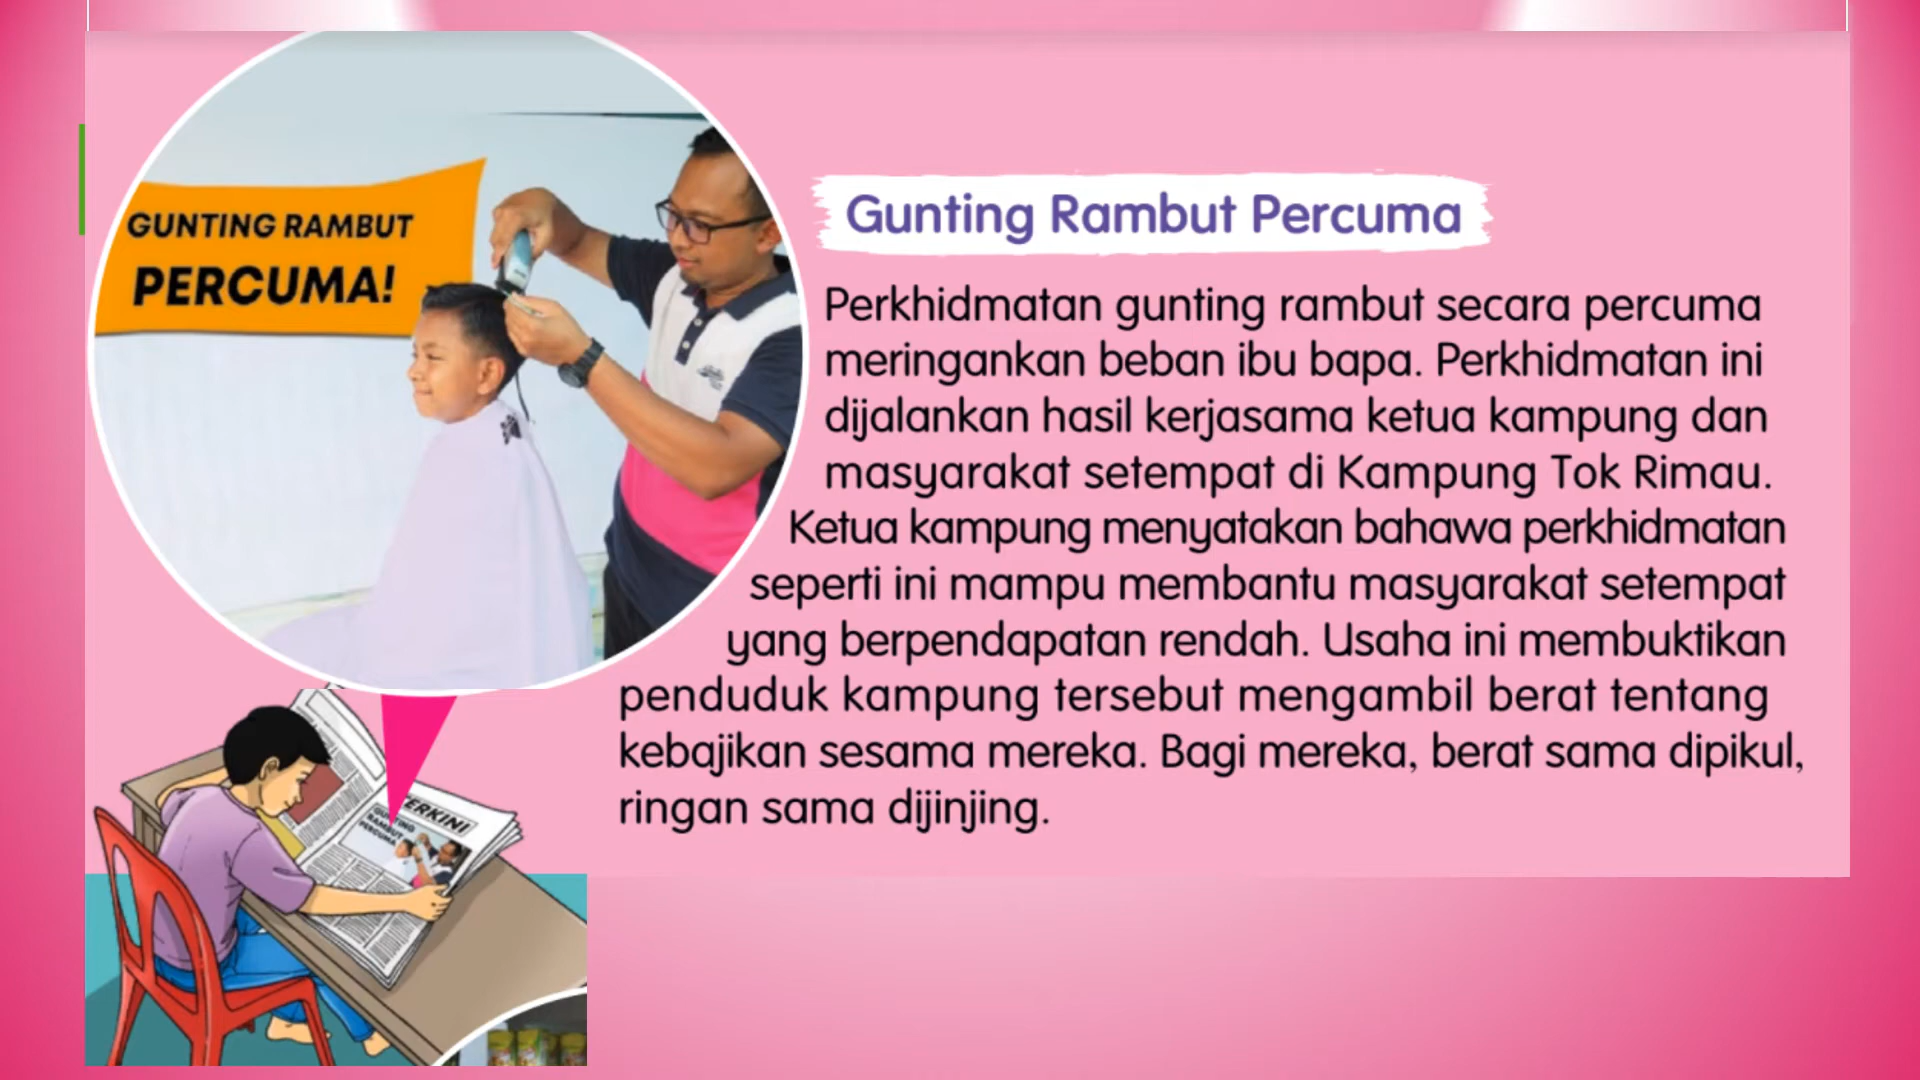 GUNTING RAMBUT
PERCUMA!
Gunting Rambut Percuma
Perkhidmatan gunting rambut secara percuma
meringankan beban ibu bapa. Perkhidmatan ini
dijalankan hasil kerjasama ketua kampung dan
masyarakat setempat di Kampung Tok Rimau.
Ketua kampung menyatakan bahawa perkhidmatan
seperti ini mampu membantu masyarakat setempat
yang berpendapatan rendah. Usaha ini membuktikan
penduduk kampung tersebut mengambil berat tentang
kebajikan sesama mereka. Bagi mereka, berat sama dipikul,
ringan sama dijinjing.
TERKINI
GUNTING
RAMBUT
PERCUMA